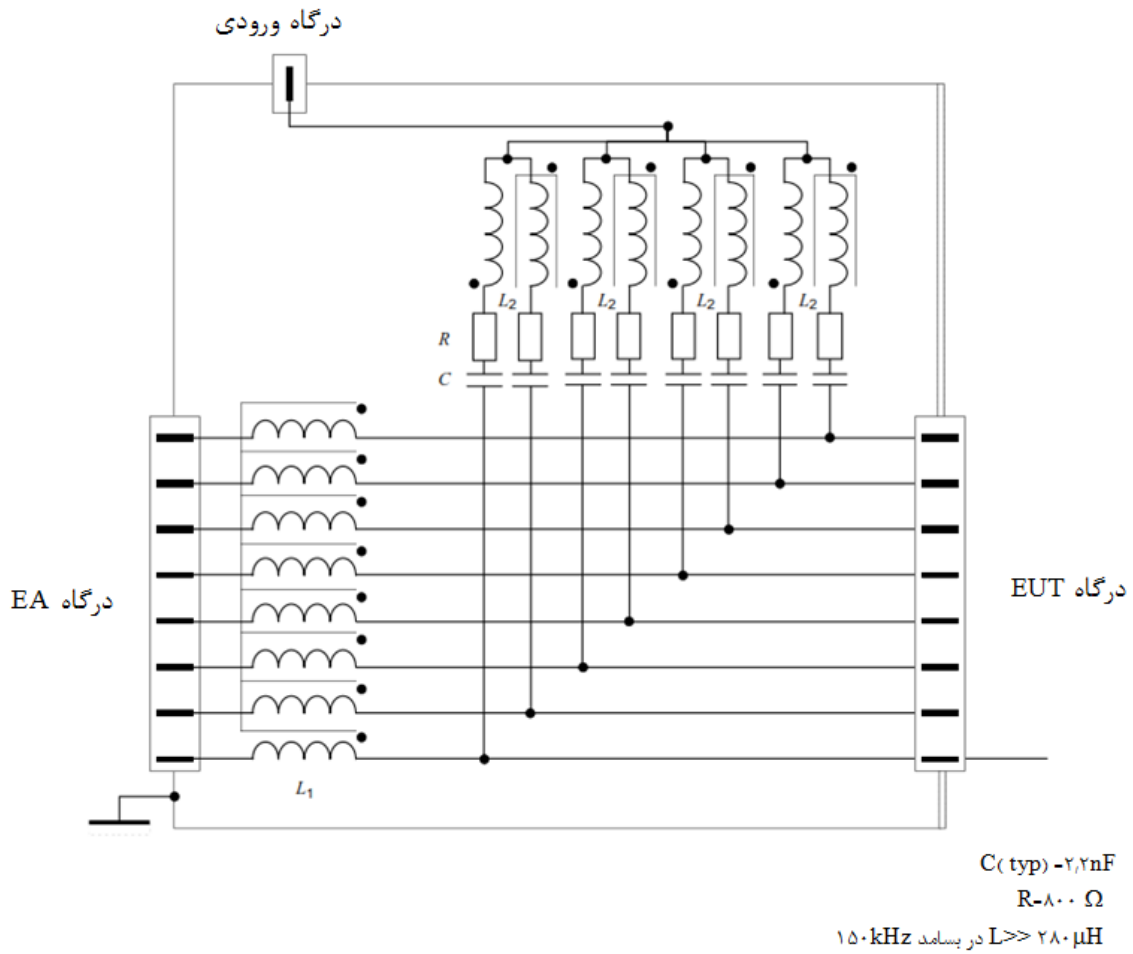 درگاه ورودی
L2 L2 L2 L2
R
C
درگاه EA
درگاه EUT
L1
C( typ) -۲٫۲nF
R-۸۰۰ Ω
L>> ۲۸۰μH در بسامد ۱۵۰kHz